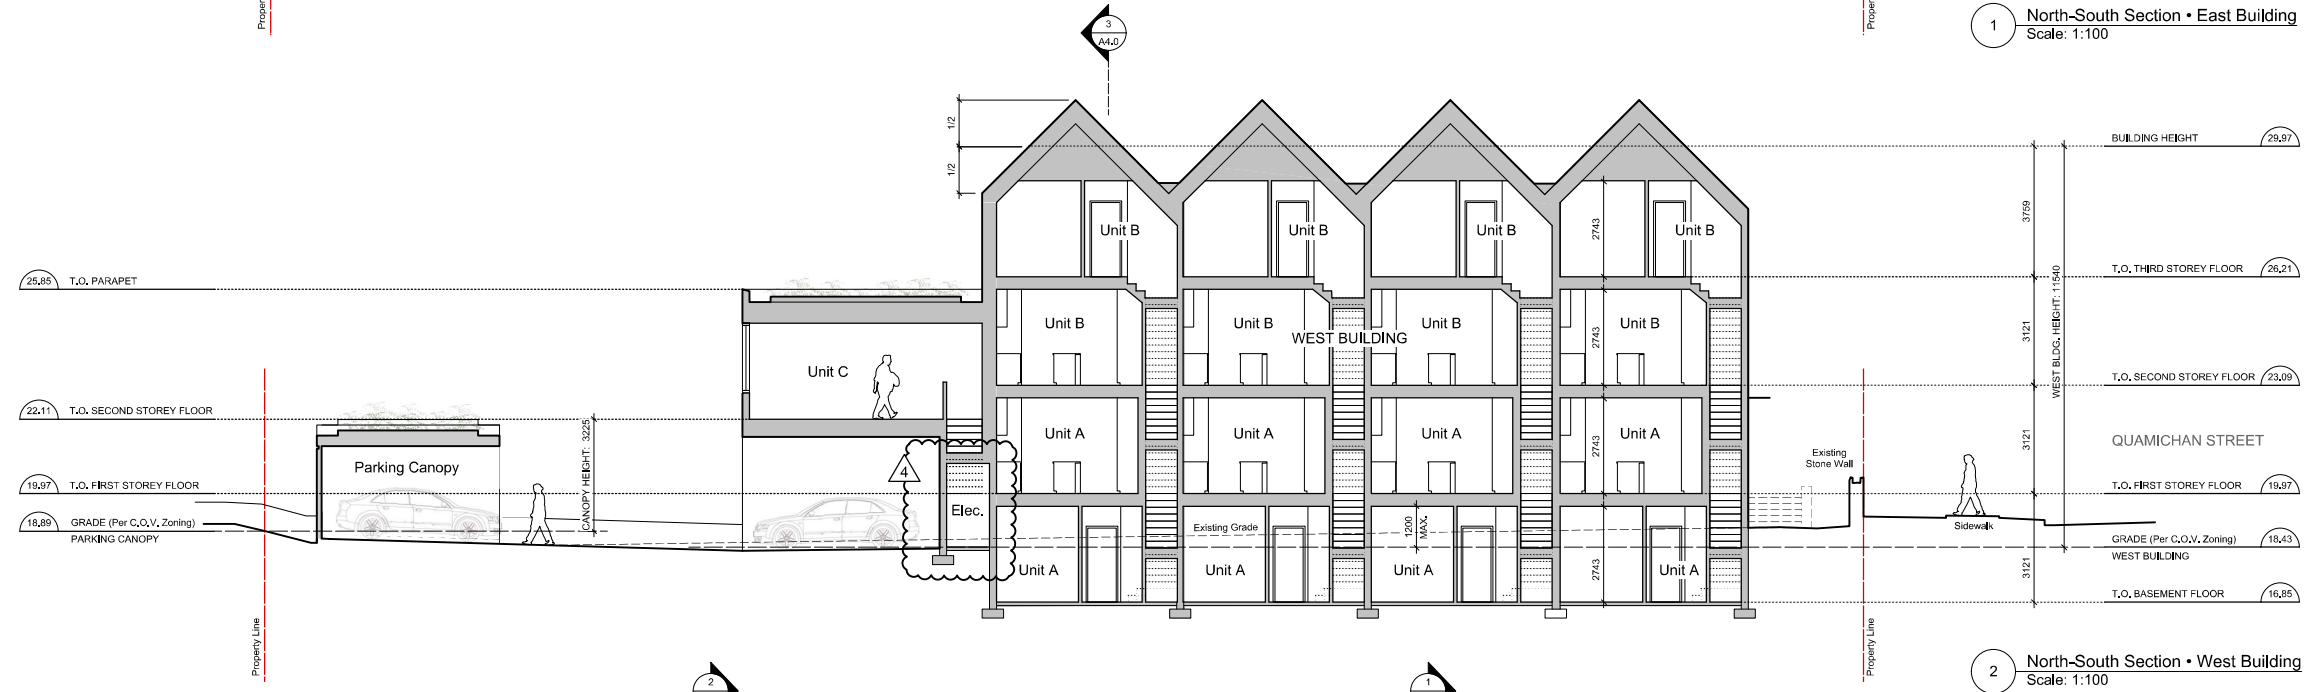 Property Line
Property Line
3
A4.0
1
North-South Section • East Building
Scale: 1:100
1/2
1/2
BUILDING HEIGHT
29.97
Unit B
Unit B
Unit B
Unit B
2743
3759
25.85
T.O. PARAPET
T.O. THIRD STOREY FLOOR
26.21
Unit B
Unit B
Unit B
Unit B
WEST BUILDING
2743
3121
WEST BLDG. HEIGHT: 11540
Unit C
T.O. SECOND STOREY FLOOR
23.09
22.11
T.O. SECOND STOREY FLOOR
CANOPY HEIGHT: 3225
Unit A
Unit A
Unit A
Unit A
2743
3121
QUAMICHAN STREET
Parking Canopy
4
Existing
Stone Wall
19.97
T.O. FIRST STOREY FLOOR
T.O. FIRST STOREY FLOOR
19.97
Elec.
18.89
GRADE (Per C.O.V. Zoning)
PARKING CANOPY
Existing Grade
1200
MAX.
Sidewalk
GRADE (Per C.O.V. Zoning)
18.43
WEST BUILDING
Unit A
Unit A
Unit A
Unit A
2743
3121
T.O. BASEMENT FLOOR
16.85
Property Line
Property Line
2
1
2
North-South Section • West Building
Scale: 1:100